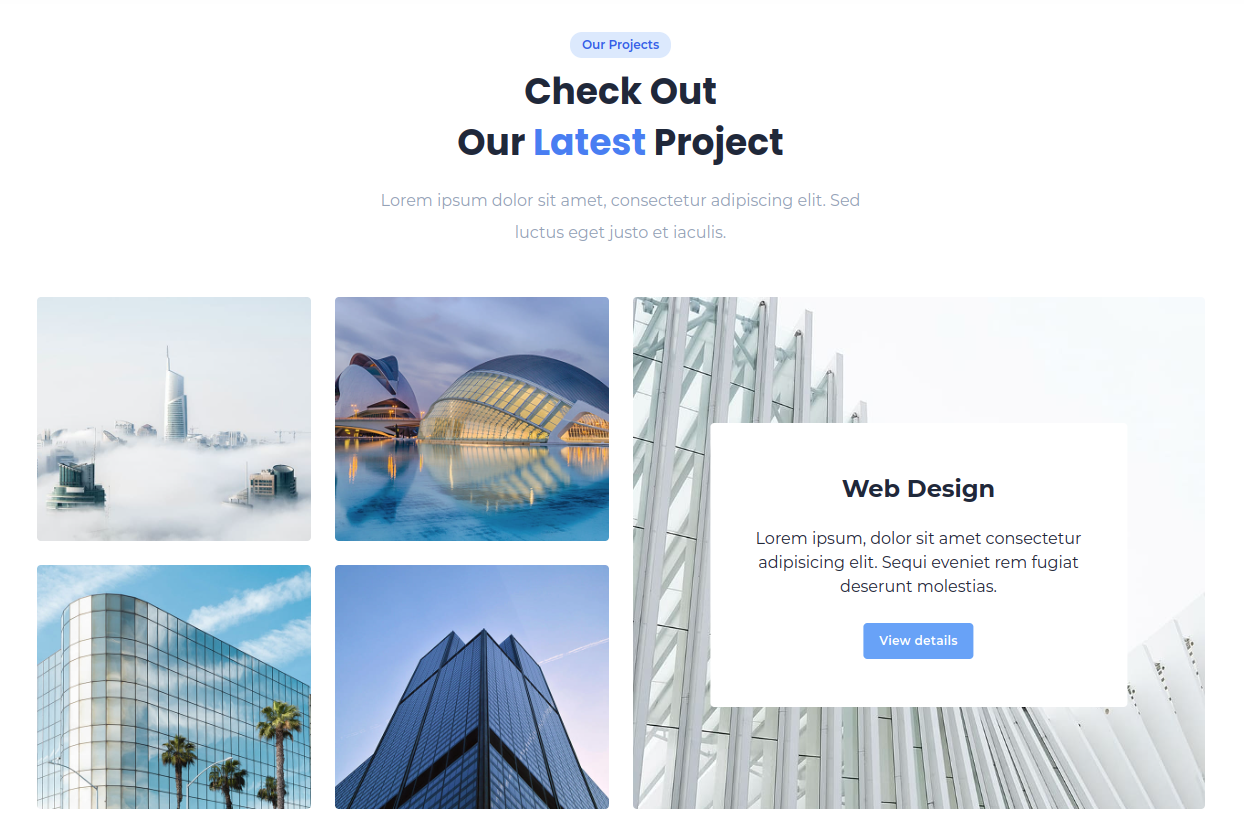 Our Projects
Check Out
Our Latest Project
Lorem ipsum dolor sit amet, consectetur adipiscing elit. Sed
luctus eget justo et iaculis.
Web Design
Lorem ipsum, dolor sit amet consectetur
adipisicing elit. Sequi eveniet rem fugiat
deserunt molestias.
View details